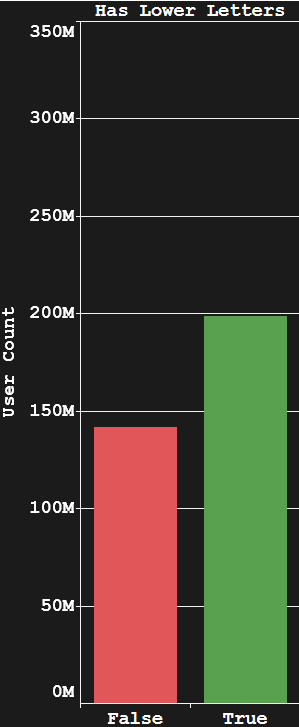 Has Lower Letters
350M
300M
250M
200M
150M
100M
50M
0M
User Count
False True